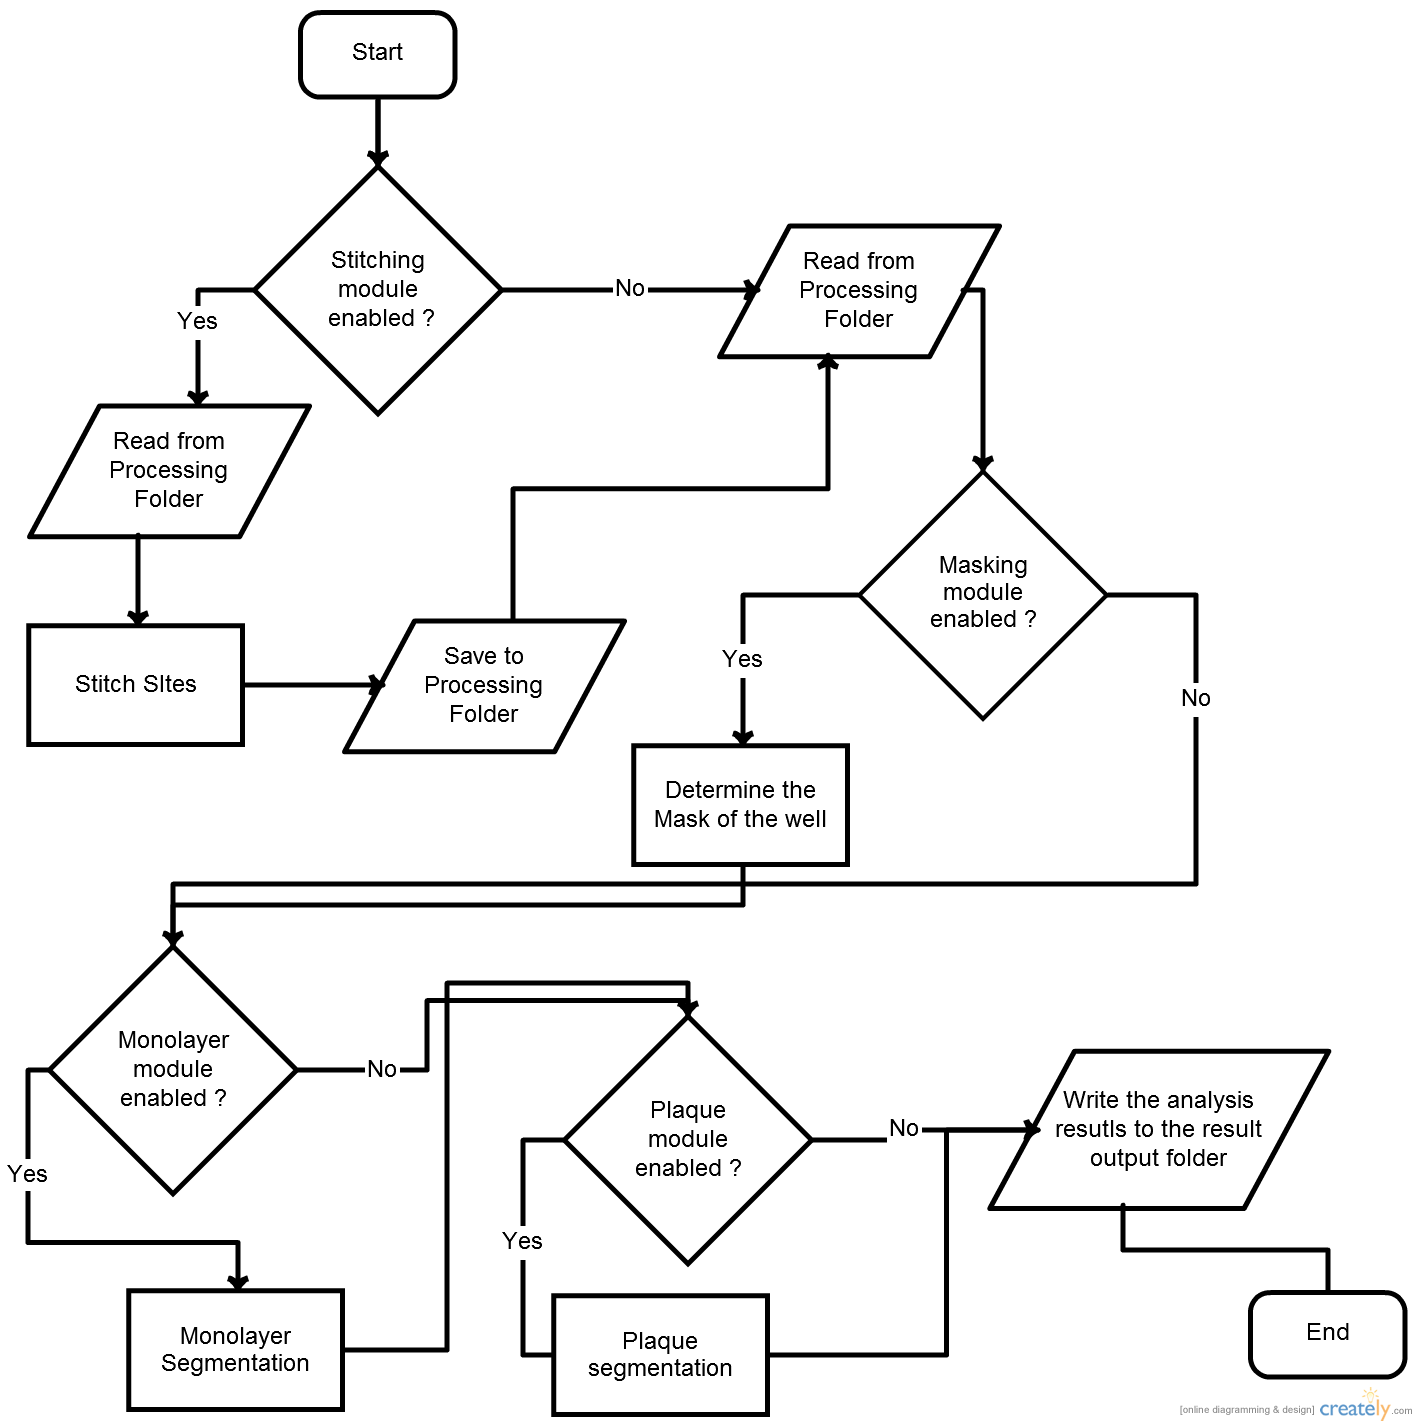 Start
Stitching
module
enabled ?
No
Read from
Processing
Folder
Yes
Read from
Processing
Folder
Masking
module
enabled ?
Yes
No
Stitch SItes
Save to
Processing
Folder
Determine the
Mask of the well
Monolayer
module
enabled ?
No
Yes
Plaque
module
enabled ?
No
Yes
Write the analysis
resutls to the result
output folder
Monolayer
Segmentation
Plaque
segmentation
End
[online diagramming & design] creately.com